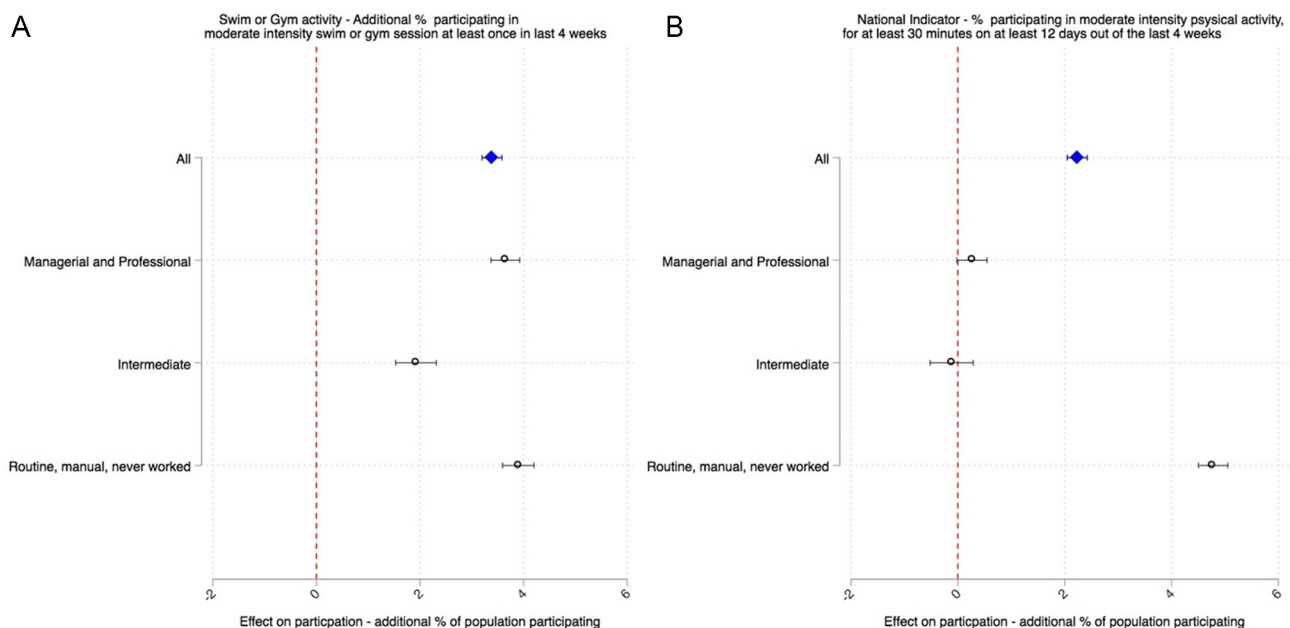 A
Swim or Gym activity - Additional % participating in
moderate intensity swim or gym session at least once in last 4 weeks
All
Managerial and Professional
Intermediate
Routine, manual, never worked
-2
0
2
4
6
Effect on particpation - additional % of population participating
B
National Indicator - % participating in moderate intensity psysical activity,
for at least 30 minutes on at least 12 days out of the last 4 weeks
All
Managerial and Professional
Intermediate
Routine, manual, never worked
-2
0
2
4
6
Effect on particpation - additional % of population participating